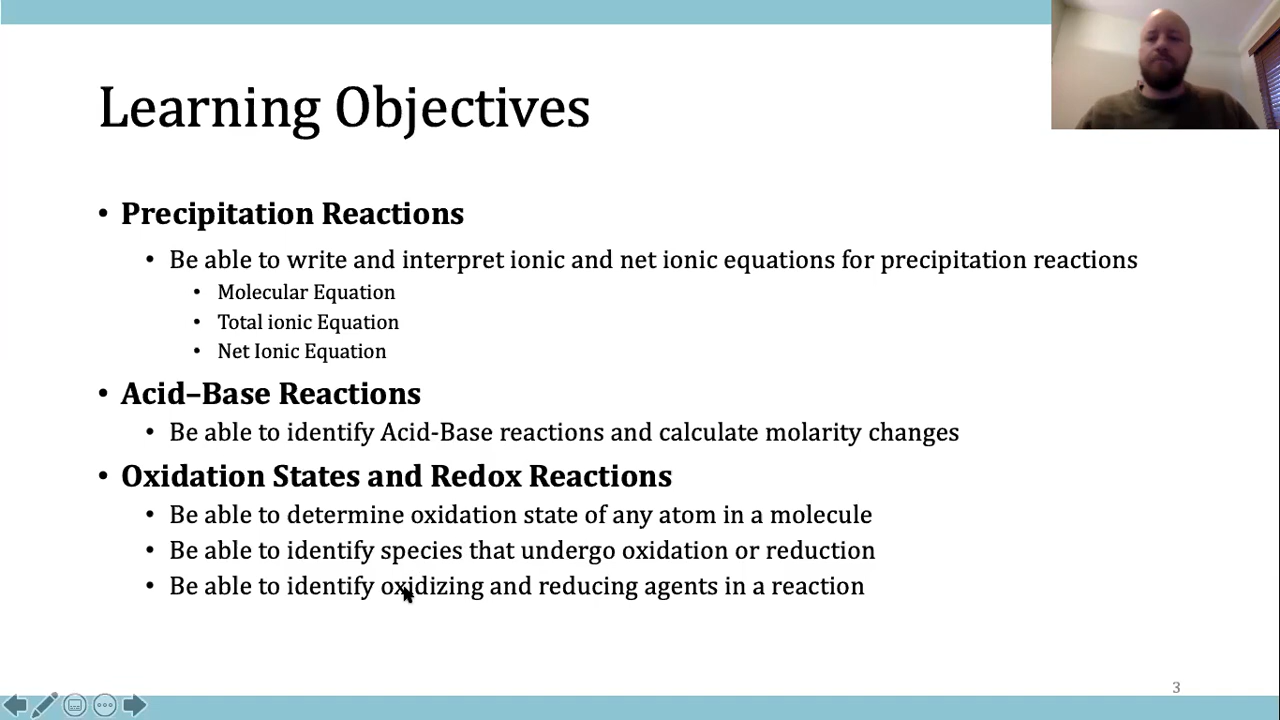 Learning Objectives
• Precipitation Reactions
• Be able to write and interpret ionic and net ionic equations for precipitation reactions
• Molecular Equation
• Total ionic Equation
• Net Ionic Equation
• Acid–Base Reactions
• Be able to identify Acid-Base reactions and calculate molarity changes
• Oxidation States and Redox Reactions
• Be able to determine oxidation state of any atom in a molecule
• Be able to identify species that undergo oxidation or reduction
• Be able to identify oxidizing and reducing agents in a reaction
3